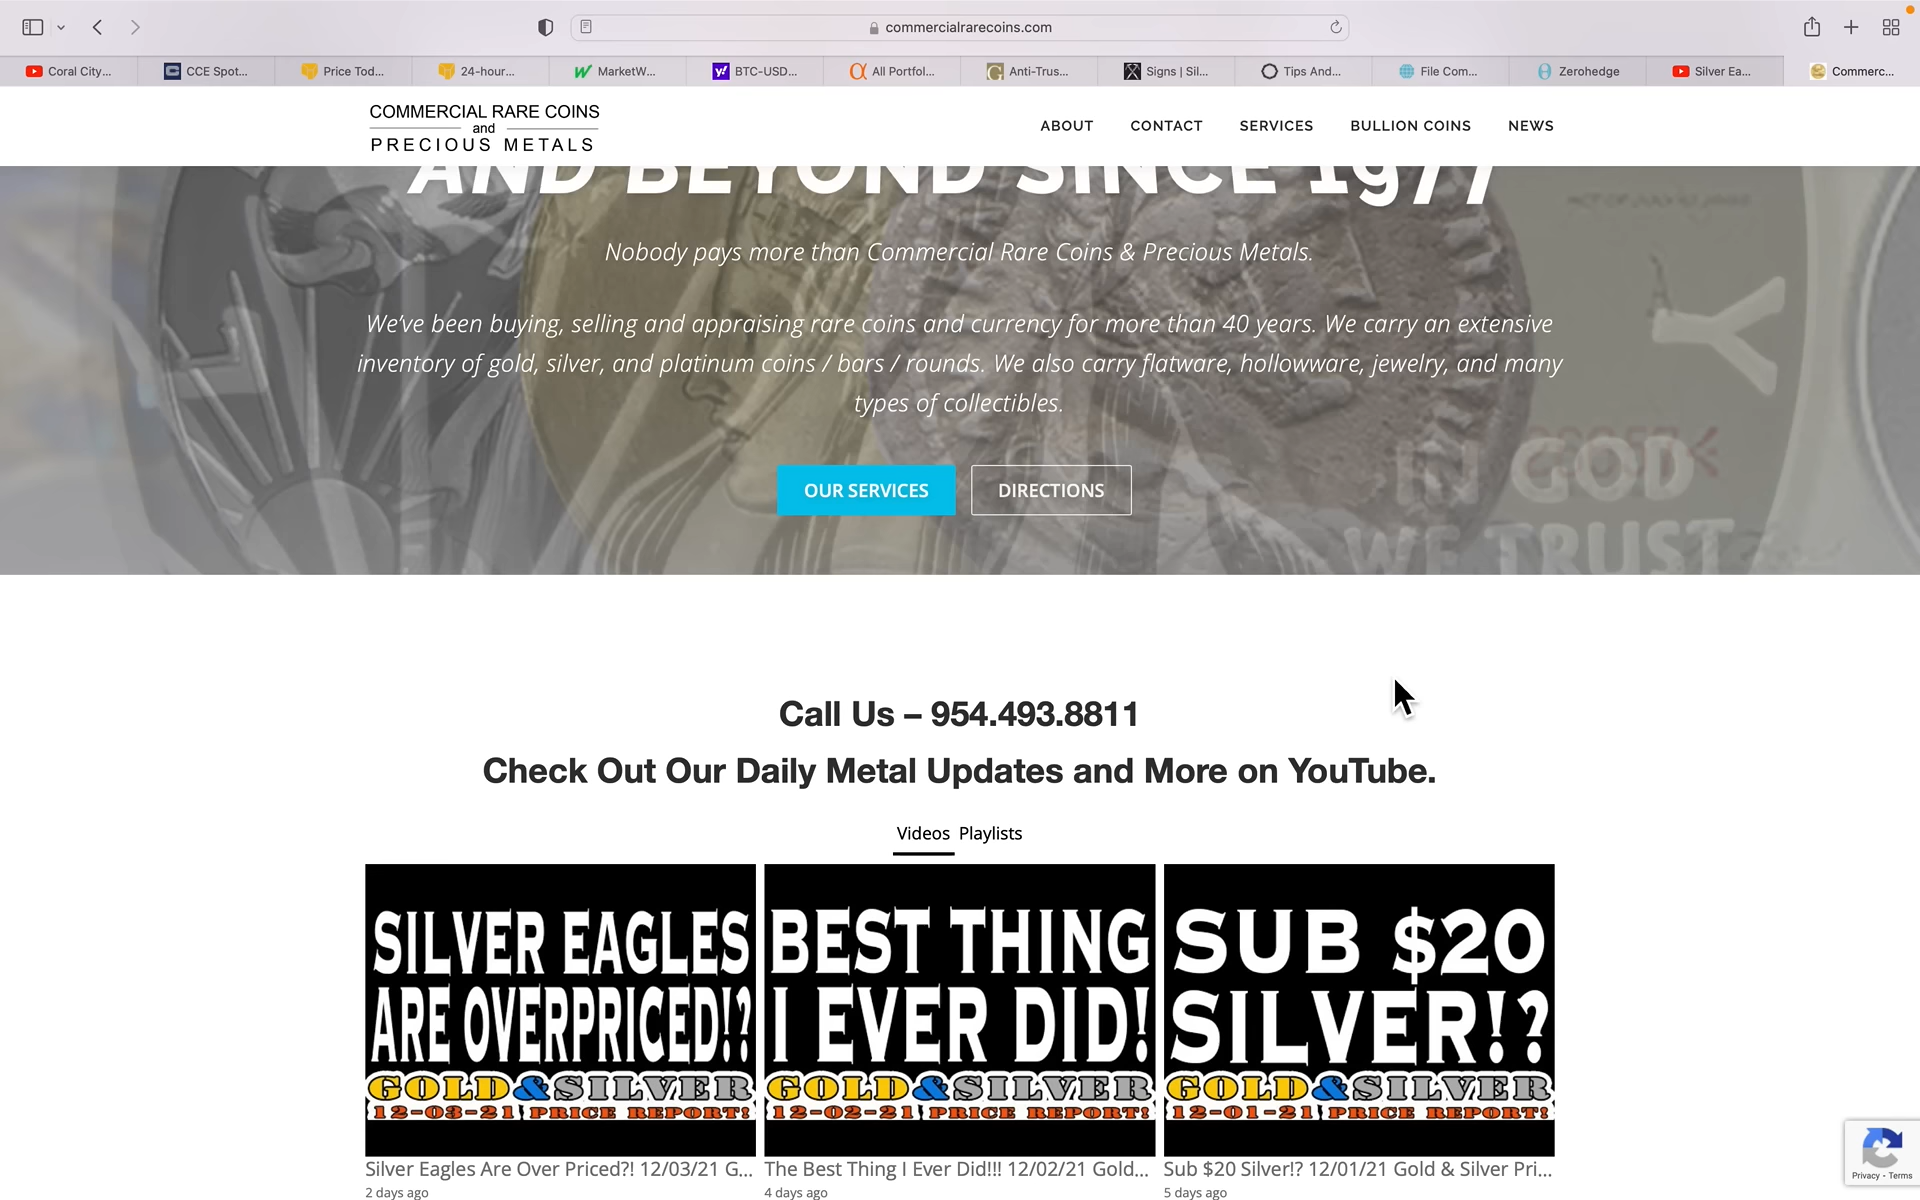 commercialrarecoins.com
Coral City...
CCE Spot...
Price Tod...
24-hour...
MarketW...
BTC-USD...
All Portfol...
Anti-Trus...
Signs | Sil...
Tips And...
File Com...
Zerohedge
Silver Ea...
Commerc...
COMMERCIAL RARE COINS
and
PRECIOUS METALS
ABOUT
CONTACT
SERVICES
BULLION COINS
NEWS
AND BEYOND SINCE 1977
Nobody pays more than Commercial Rare Coins & Precious Metals.
We've been buying, selling and appraising rare coins and currency for more than 40 years. We carry an extensive
inventory of gold, silver, and platinum coins / bars / rounds. We also carry flatware, hollowware, jewelry, and many
types of collectibles.
IN GOD
WE TRUST
OUR SERVICES
DIRECTIONS
Call Us – 954.493.8811
Check Out Our Daily Metal Updates and More on YouTube.
Videos Playlists
SILVER EAGLES
ARE OVERPRICED!?
GOLD&SILVER
12-03-21 PRICE REPORT!
BEST THING
I EVER DID!
GOLD&SILVER
12-02-21 PRICE REPORT!
SUB $20
SILVER!?
GOLD&SILVER
12-01-21 PRICE REPORT!
Silver Eagles Are Over Priced?! 12/03/21 G...
2 days ago
The Best Thing I Ever Did!!! 12/02/21 Gold...
4 days ago
Sub $20 Silver!? 12/01/21 Gold & Silver Pri...
5 days ago
Privacy - Terms